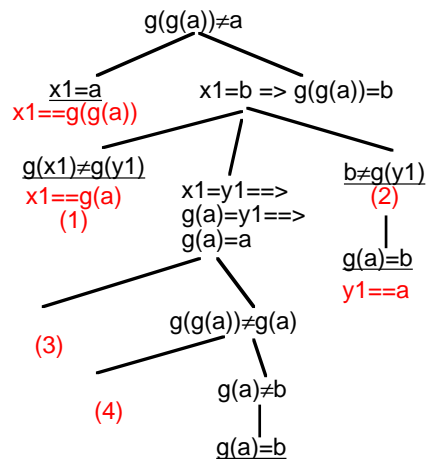 g(g(a))≠a
x1=a
x1==g(g(a))
x1=b => g(g(a))=b
g(x1)≠g(y1)
x1==g(a)
(1)
x1=y1==>
g(a)=y1==>
g(a)=a
b≠g(y1)
(2)
g(a)=b
y1==a
(3)
g(g(a))≠g(a)
(4)
g(a)≠b
g(a)=b